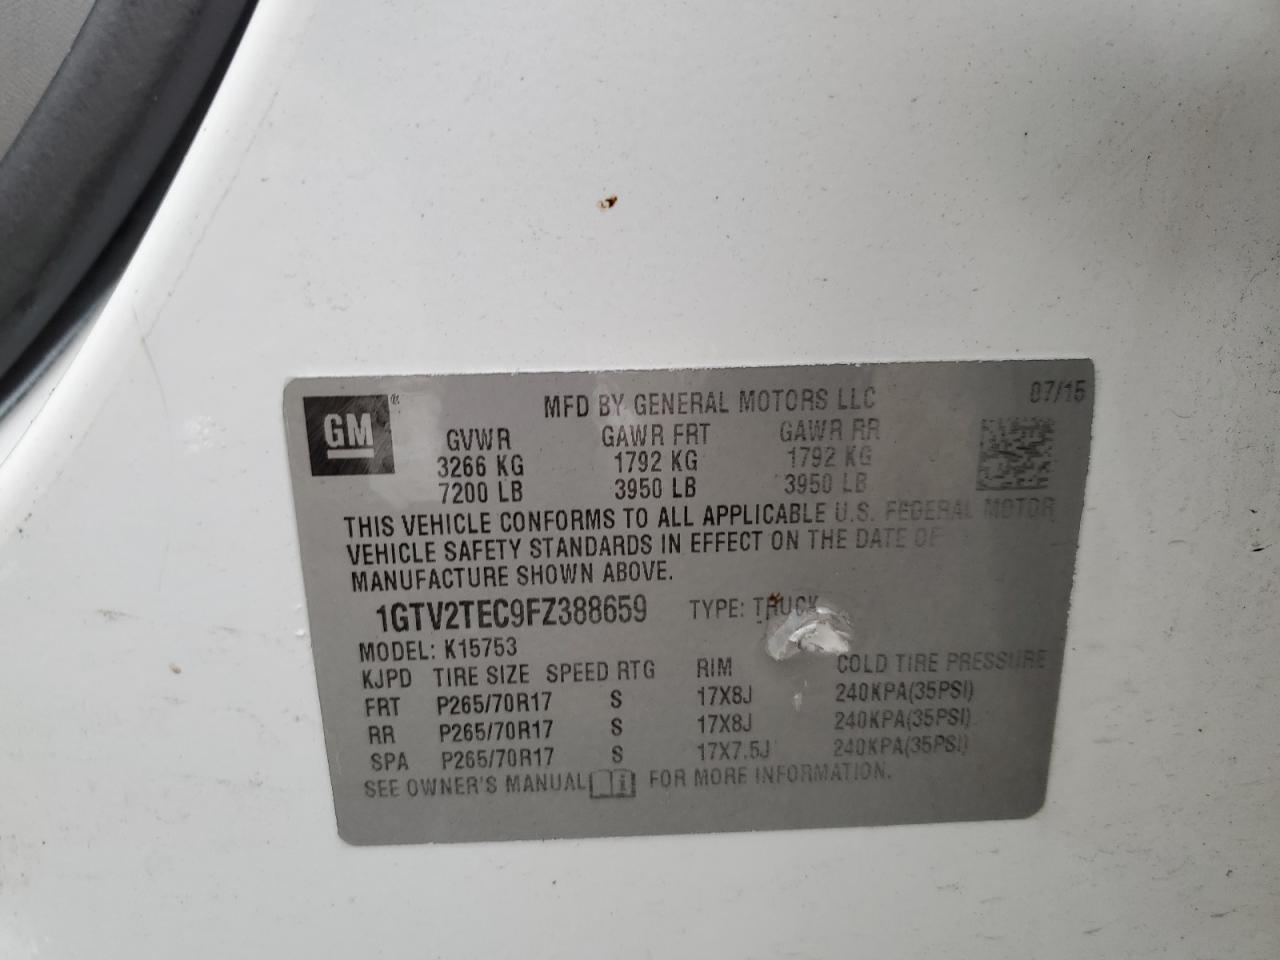 GM®
MFD BY GENERAL MOTORS LLC 07/15
GVWR GAWR FRT GAWR RR
3266 KG 1792 KG 1792 KG
7200 LB 3950 LB 3950 LB
THIS VEHICLE CONFORMS TO ALL APPLICABLE U.S. FEDERAL MOTOR
VEHICLE SAFETY STANDARDS IN EFFECT ON THE DATE OF
MANUFACTURE SHOWN ABOVE.
1GTV2TEC9FZ388659 TYPE: TRUCK
MODEL: K15753
KJPD TIRE SIZE SPEED RTG RIM COLD TIRE PRESSURE
FRT P265/70R17 S 17X8J 240KPA(35PSI)
RR P265/70R17 S 17X8J 240KPA(35PSI)
SPA P265/70R17 S 17X7.5J 240KPA(35PSI)
SEE OWNER'S MANUAL i FOR MORE INFORMATION.